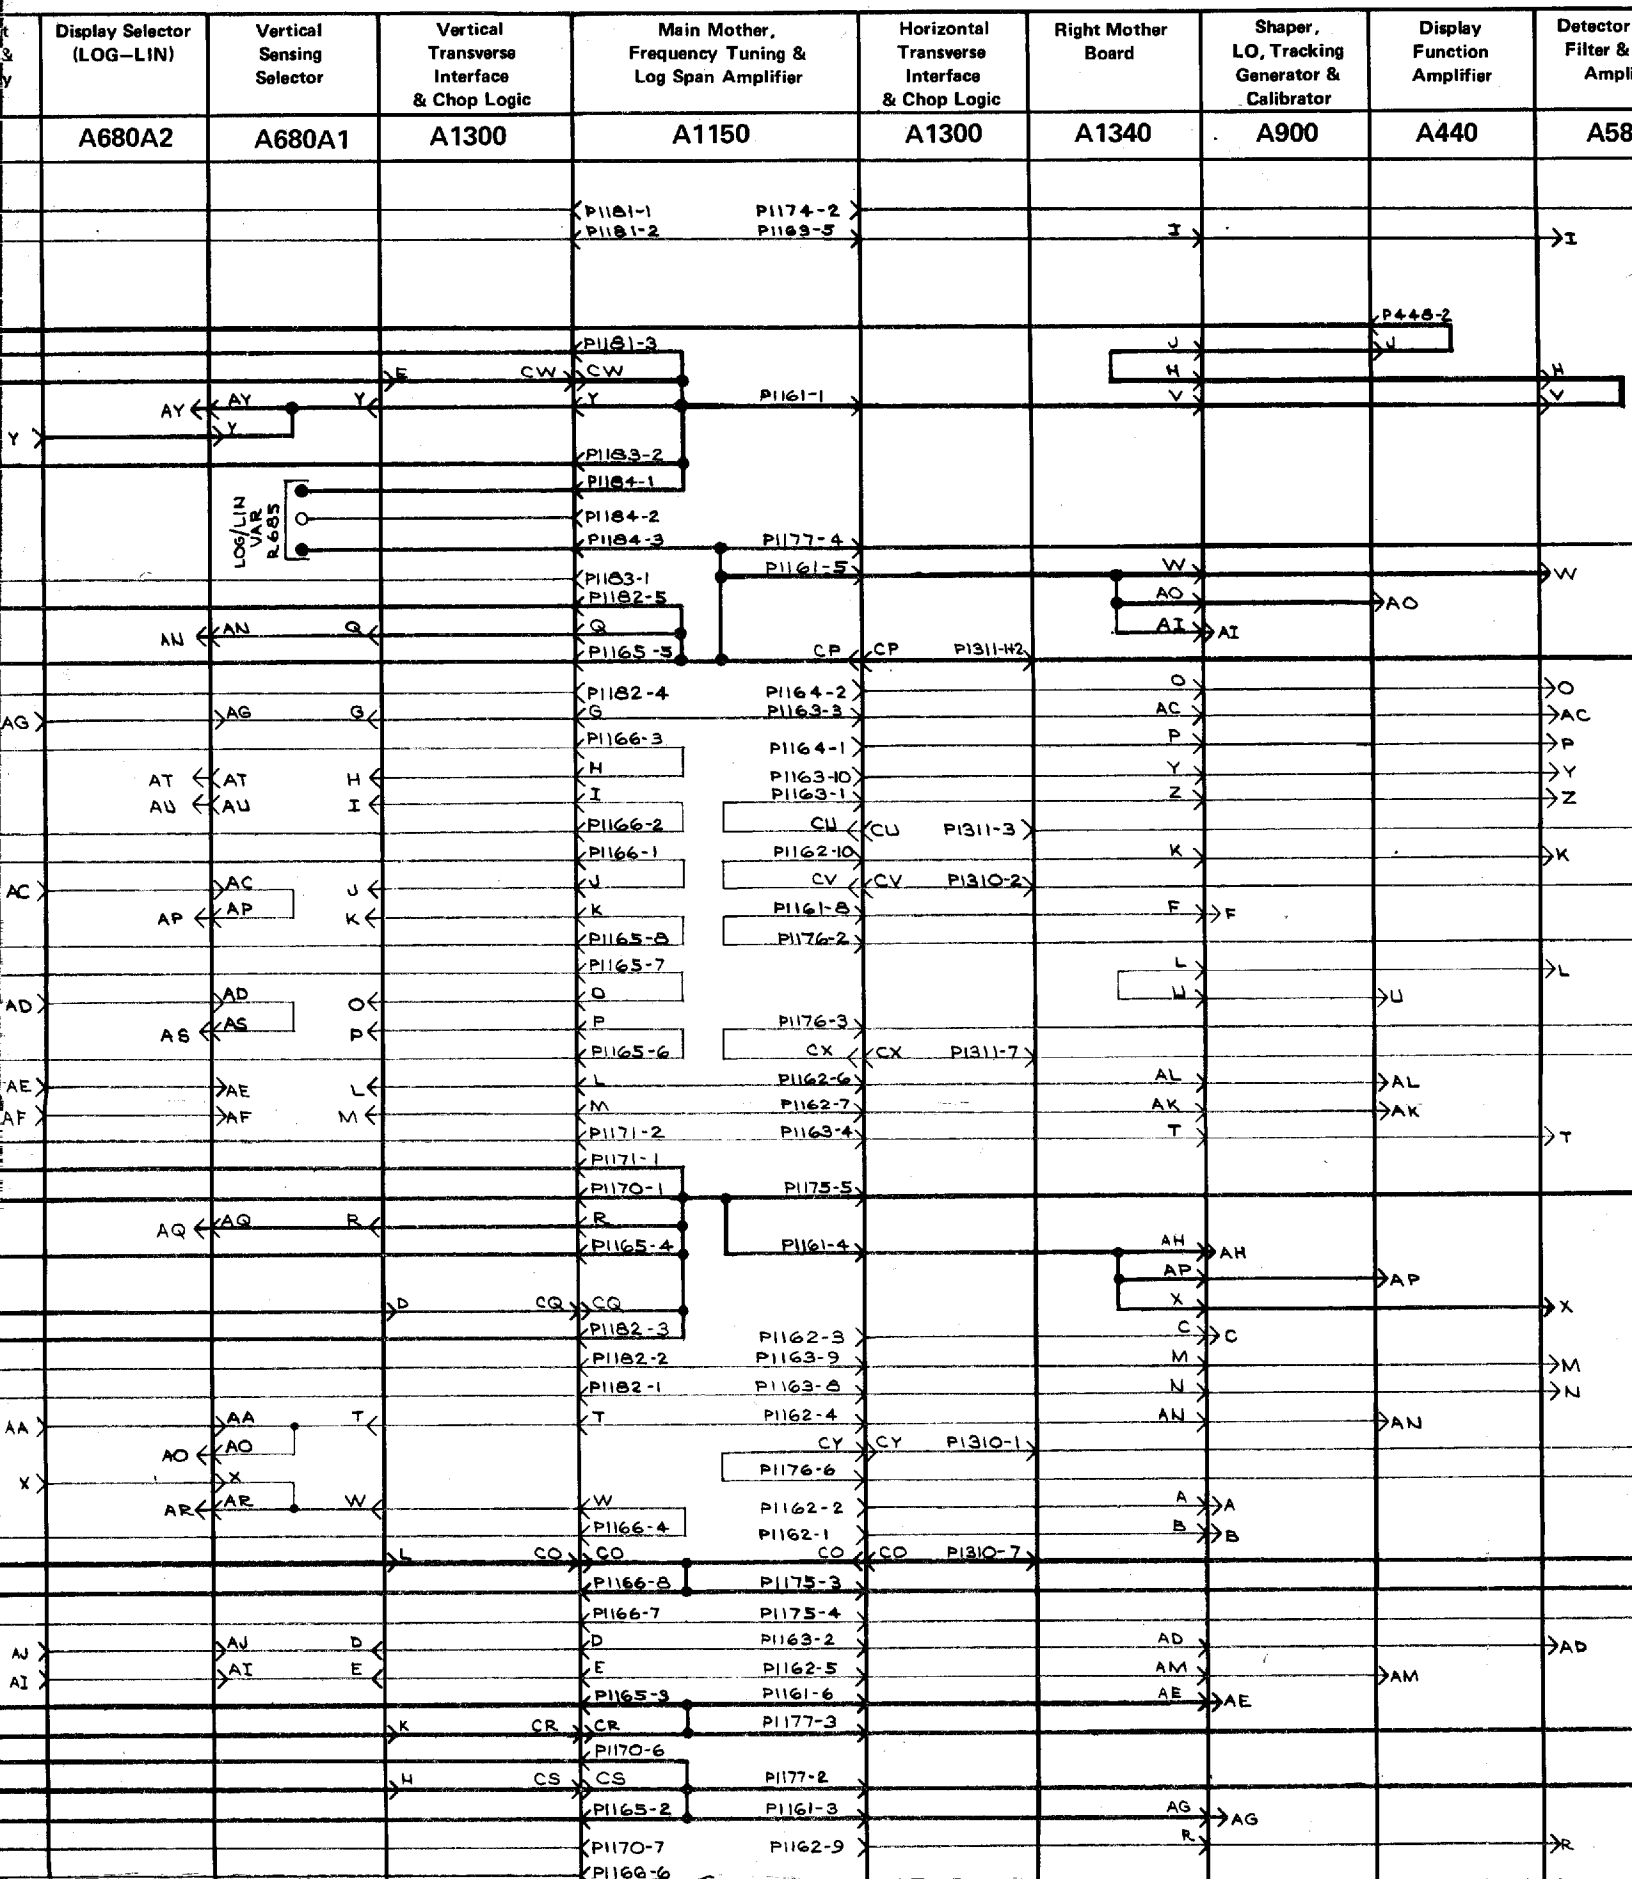 t
&
y
Display Selector
(LOG—LIN)
Vertical
Sensing
Selector
Vertical
Transverse
Interface
& Chop Logic
Main Mother,
Frequency Tuning &
Log Span Amplifier
Horizontal
Transverse
Interface
& Chop Logic
Right Mother
Board
Shaper,
LO, Tracking
Generator &
Calibrator
Display
Function
Amplifier
Detector
Filter &
Ampli
A680A2 A680A1 A1300 A1150 A1300 A1340 A900 A440 A58
P1181-1 P1174-2
P1181-2 P1163-5 I I
P448-2
P1181-3 J J
E CW CW H H
AY AY Y Y P1161-1 V V
Y Y
P1183-2
P1184-1
LOG/LIN
VAR
R685
P1184-2
P1184-3 P1177-4
P1183-1 P1161-5 W W
P1182-5 AO AO
AN AN Q Q AI AI
P1165-5 CP CP P1311-H2
P1182-4 P1164-2 O O
AG AG G G P1163-3 AC AC
P1166-3 P1164-1 P P
AT AT H H P1163-10 Y Y
AU AU I I P1163-1 Z Z
P1166-2 CU CU P1311-3
P1166-1 P1162-10 K K
AC AC J J CV CV P1310-2
AP AP K K P1161-8 F F
P1165-8 P1176-2
P1165-7 L L
AD AD O O U U
AS AS P P P1176-3
P1165-6 CX CX P1311-7
AE AE L L P1162-6 AL AL
AF AF M M P1162-7 AK AK
P1171-2 P1163-4 T T
P1171-1
P1170-1 P1175-5
AQ AQ R R
P1165-4 P1161-4 AH AH
AP AP
D CQ CQ X X
P1182-3 P1162-3 C C
P1182-2 P1163-9 M M
P1182-1 P1163-8 N N
AA AA T T P1162-4 AN AN
AO AO CY CY P1310-1
X X P1176-6
AR AR W W P1162-2 A A
P1166-4 P1162-1 B B
L CO CO CO CO P1310-7
P1166-8 P1175-3
P1166-7 P1175-4
AJ AJ D D P1163-2 AD AD
AI AI E E P1162-5 AM AM
P1165-3 P1161-6 AE AE
K CR CR P1177-3
P1170-6
H CS CS P1177-2
P1165-2 P1161-3 AG AG
P1170-7 P1162-9 R R
P1166-6